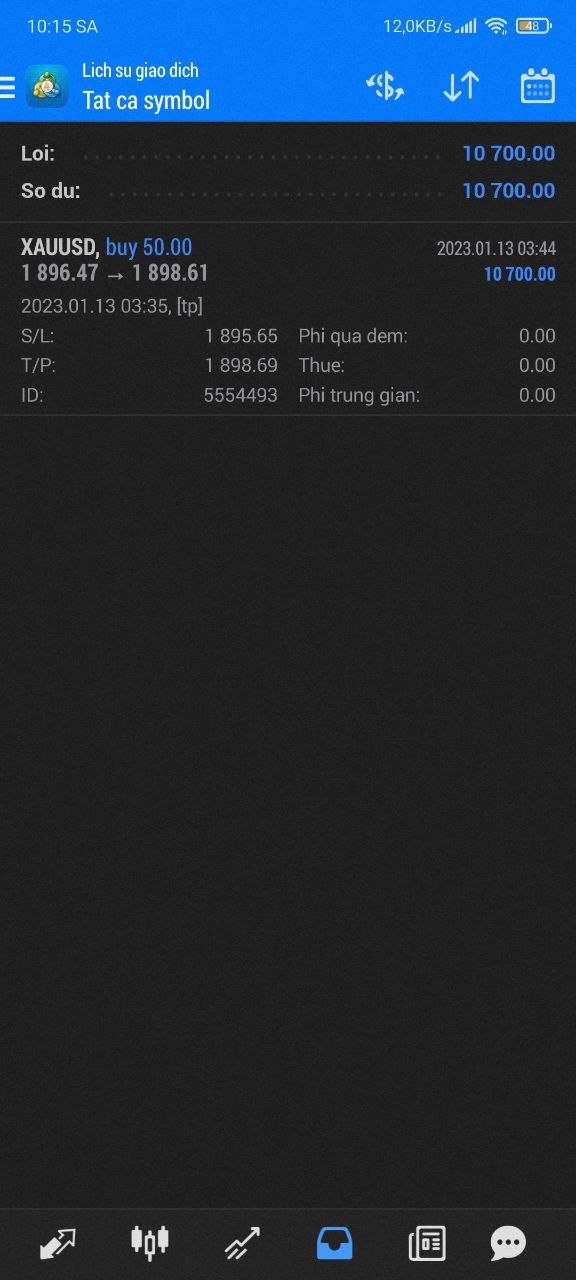 10:15 SA 12,0KB/s 48
Lich su giao dich
Tat ca symbol
Loi: 10 700.00
So du: 10 700.00
XAUUSD, buy 50.00 2023.01.13 03:44
1 896.47 → 1 898.61 10 700.00
2023.01.13 03:35, [tp]
S/L: 1 895.65 Phi qua dem: 0.00
T/P: 1 898.69 Thue: 0.00
ID: 5554493 Phi trung gian: 0.00